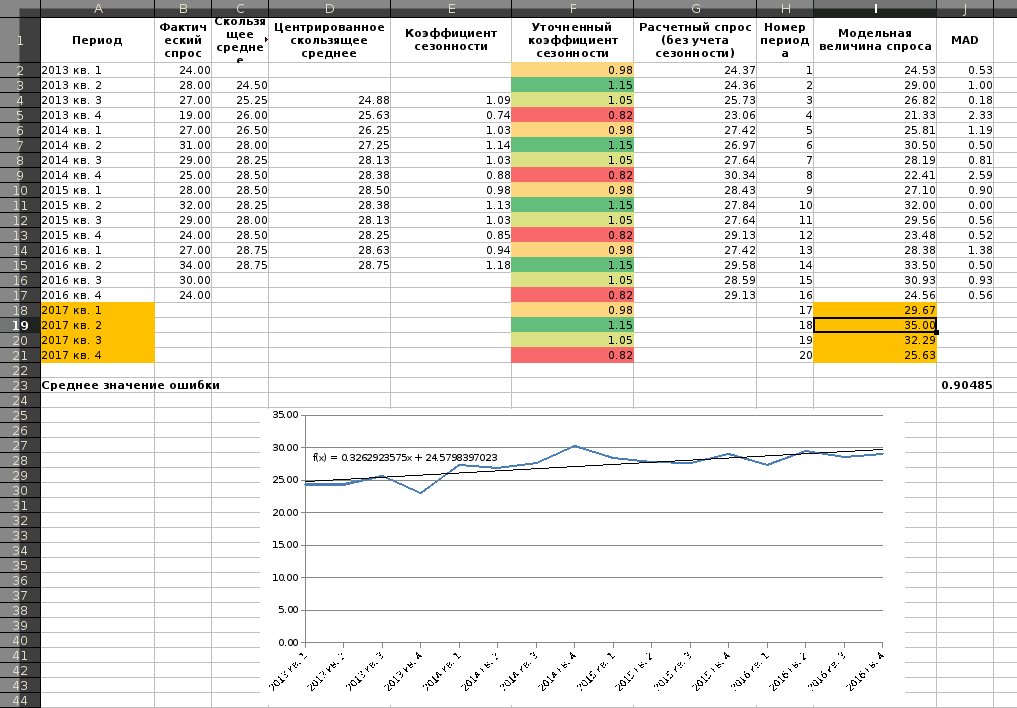 A B C D E F G H I J
1 Период Фактический спрос Скользящее среднее Центрированное скользящее среднее Коэффициент сезонности Уточненный коэффициент сезонности Расчетный спрос (без учета сезонности) Номер периода Модельная величина спроса MAD
2 2013 кв. 1 24.00 0.98 24.37 1 24.53 0.53
3 2013 кв. 2 28.00 24.50 1.15 24.36 2 29.00 1.00
4 2013 кв. 3 27.00 25.25 24.88 1.09 1.05 25.73 3 26.82 0.18
5 2013 кв. 4 19.00 26.00 25.63 0.74 0.82 23.06 4 21.33 2.33
6 2014 кв. 1 27.00 26.50 26.25 1.03 0.98 27.42 5 25.81 1.19
7 2014 кв. 2 31.00 28.00 27.25 1.14 1.15 26.97 6 30.50 0.50
8 2014 кв. 3 29.00 28.25 28.13 1.03 1.05 27.64 7 28.19 0.81
9 2014 кв. 4 25.00 28.50 28.38 0.88 0.82 30.34 8 22.41 2.59
10 2015 кв. 1 28.00 28.50 28.50 0.98 0.98 28.43 9 27.10 0.90
11 2015 кв. 2 32.00 28.25 28.38 1.13 1.15 27.84 10 32.00 0.00
12 2015 кв. 3 29.00 28.00 28.13 1.03 1.05 27.64 11 29.56 0.56
13 2015 кв. 4 24.00 28.50 28.25 0.85 0.82 29.13 12 23.48 0.52
14 2016 кв. 1 27.00 28.75 28.63 0.94 0.98 27.42 13 28.38 1.38
15 2016 кв. 2 34.00 28.75 28.75 1.18 1.15 29.58 14 33.50 0.50
16 2016 кв. 3 30.00 1.05 28.59 15 30.93 0.93
17 2016 кв. 4 24.00 0.82 29.13 16 24.56 0.56
18 2017 кв. 1 0.98 17 29.67
19 2017 кв. 2 1.15 18 35.00
20 2017 кв. 3 1.05 19 32.29
21 2017 кв. 4 0.82 20 25.63
22
23 Среднее значение ошибки 0.90485
24
25
26
27
28
29
30
31
32
33
34
35
36
37
38
39
40
41
42
43
44
35.00
30.00
f(x) = 0.3262923575x + 24.5798397023
25.00
20.00
15.00
10.00
5.00
0.00
2013 кв. 1 2013 кв. 2 2013 кв. 3 2013 кв. 4 2014 кв. 1 2014 кв. 2 2014 кв. 3 2014 кв. 4 2015 кв. 1 2015 кв. 2 2015 кв. 3 2015 кв. 4 2016 кв. 1 2016 кв. 2 2016 кв. 3 2016 кв. 4